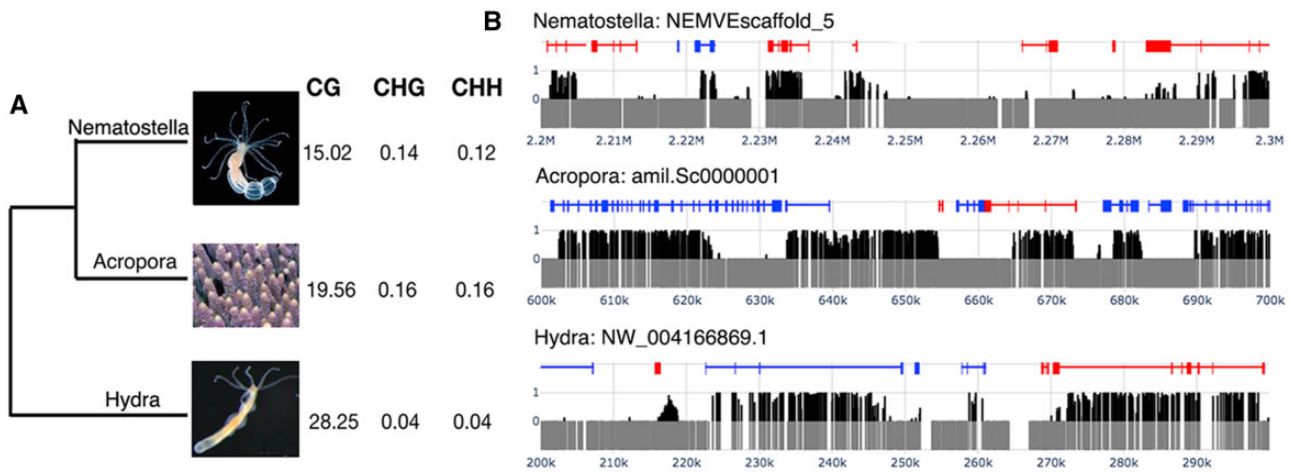 A
CG CHG CHH
Nematostella 15.02 0.14 0.12
Acropora 19.56 0.16 0.16
Hydra 28.25 0.04 0.04
B
Nematostella: NEMVEscaffold_5
1
0
2.2M 2.21M 2.22M 2.23M 2.24M 2.25M 2.26M 2.27M 2.28M 2.29M 2.3M
Acropora: amil.Sc0000001
1
0
600k 610k 620k 630k 640k 650k 660k 670k 680k 690k 700k
Hydra: NW_004166869.1
1
0
200k 210k 220k 230k 240k 250k 260k 270k 280k 290k 300k